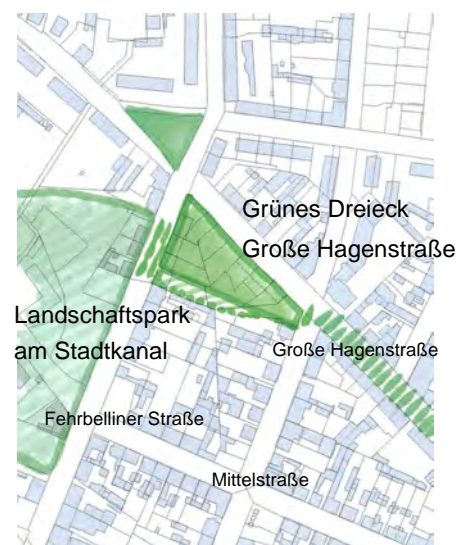 Grünes Dreieck
Große Hagenstraße
Landschaftspark
am Stadtkanal
Große Hagenstraße
Fehrbelliner Straße
Mittelstraße